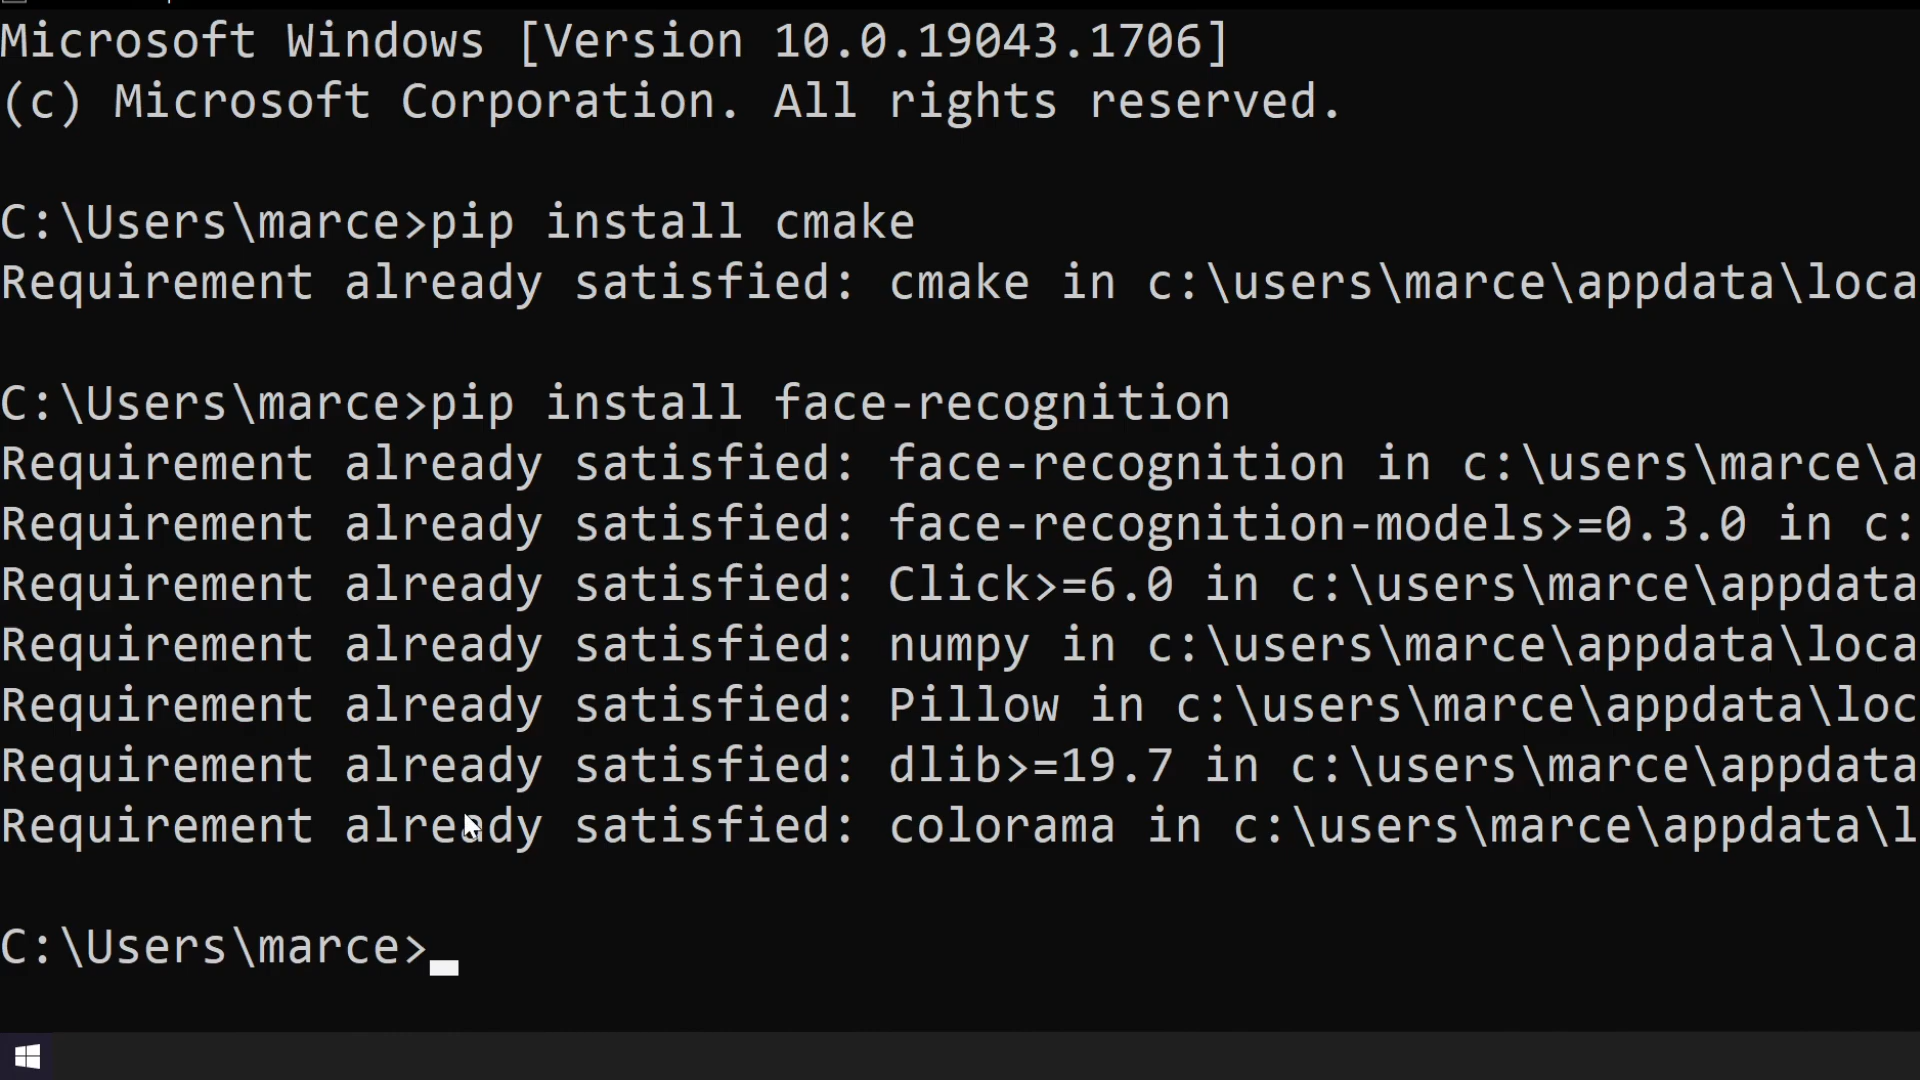 Microsoft Windows [Version 10.0.19043.1706]
(c) Microsoft Corporation. All rights reserved.
C:\Users\marce>pip install cmake
Requirement already satisfied: cmake in c:\users\marce\appdata\loca
C:\Users\marce>pip install face-recognition
Requirement already satisfied: face-recognition in c:\users\marce\a
Requirement already satisfied: face-recognition-models>=0.3.0 in c:
Requirement already satisfied: Click>=6.0 in c:\users\marce\appdata
Requirement already satisfied: numpy in c:\users\marce\appdata\loca
Requirement already satisfied: Pillow in c:\users\marce\appdata\loc
Requirement already satisfied: dlib>=19.7 in c:\users\marce\appdata
Requirement already satisfied: colorama in c:\users\marce\appdata\l
C:\Users\marce>